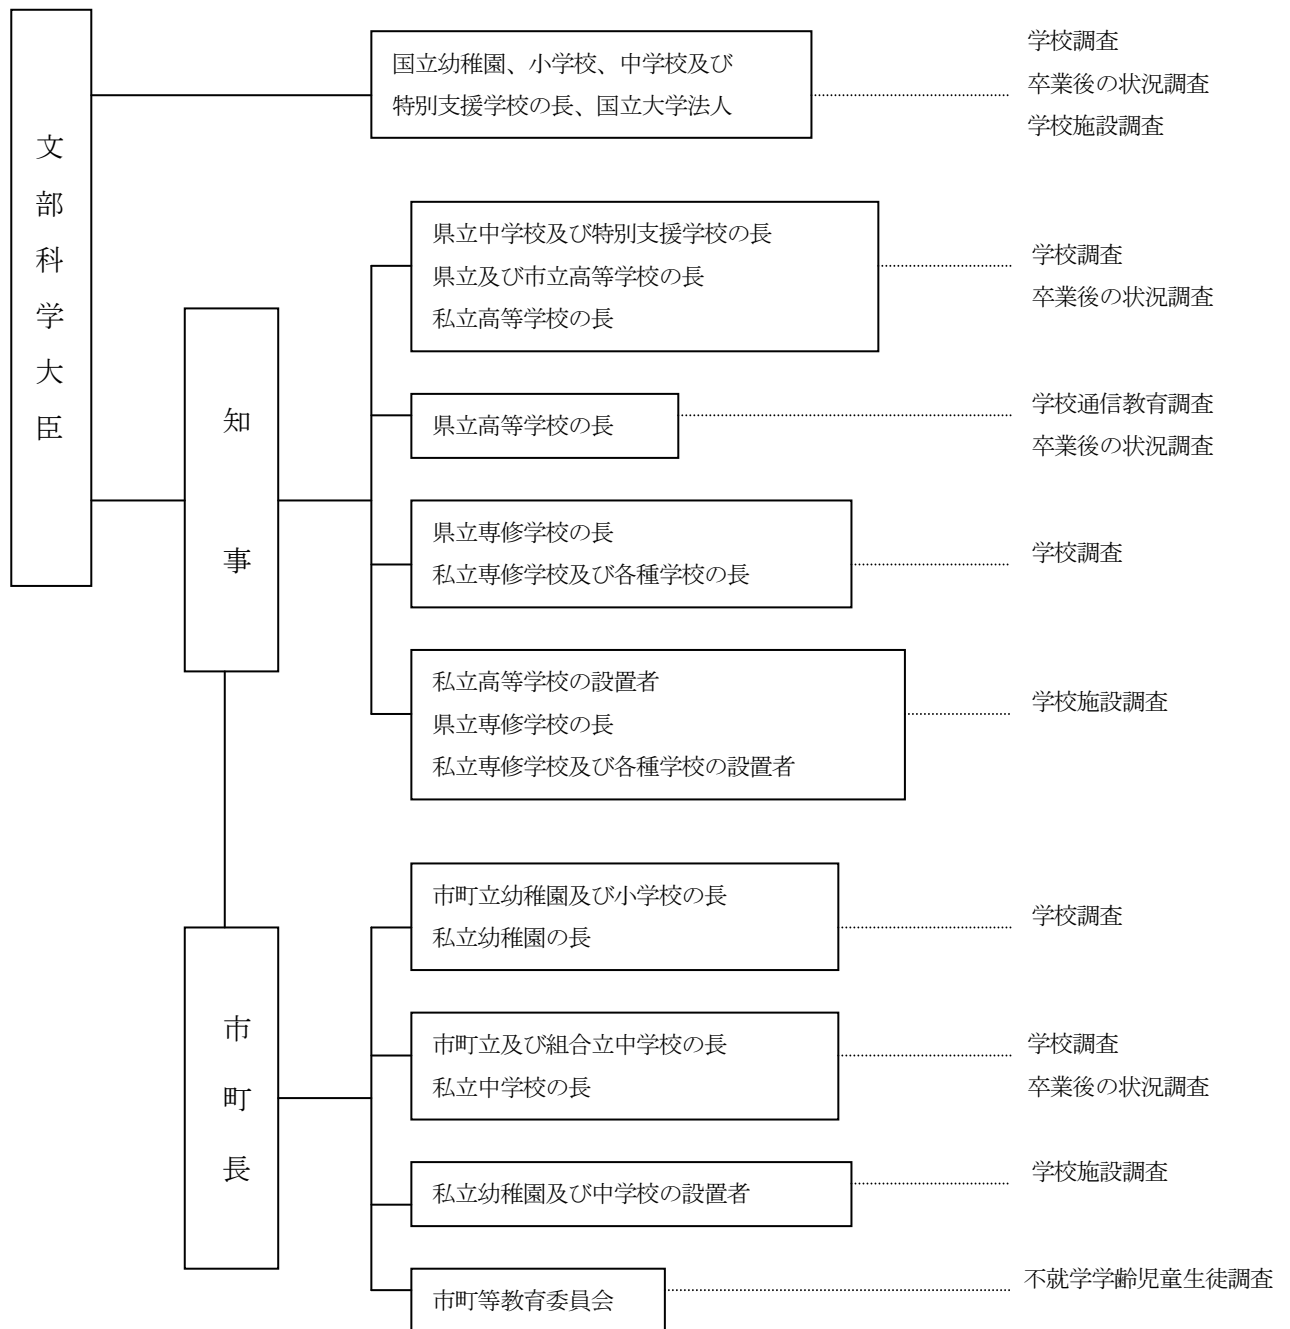 文部科学大臣
国立幼稚園、小学校、中学校及び
特別支援学校の長、国立大学法人
学校調査
卒業後の状況調査
学校施設調査
知事
県立中学校及び特別支援学校の長
県立及び市立高等学校の長
私立高等学校の長
学校調査
卒業後の状況調査
県立高等学校の長
学校通信教育調査
卒業後の状況調査
県立専修学校の長
私立専修学校及び各種学校の長
学校調査
私立高等学校の設置者
県立専修学校の長
私立専修学校及び各種学校の設置者
学校施設調査
市町長
市町立幼稚園及び小学校の長
私立幼稚園の長
学校調査
市町立及び組合立中学校の長
私立中学校の長
学校調査
卒業後の状況調査
私立幼稚園及び中学校の設置者
学校施設調査
市町等教育委員会
不就学学齢児童生徒調査